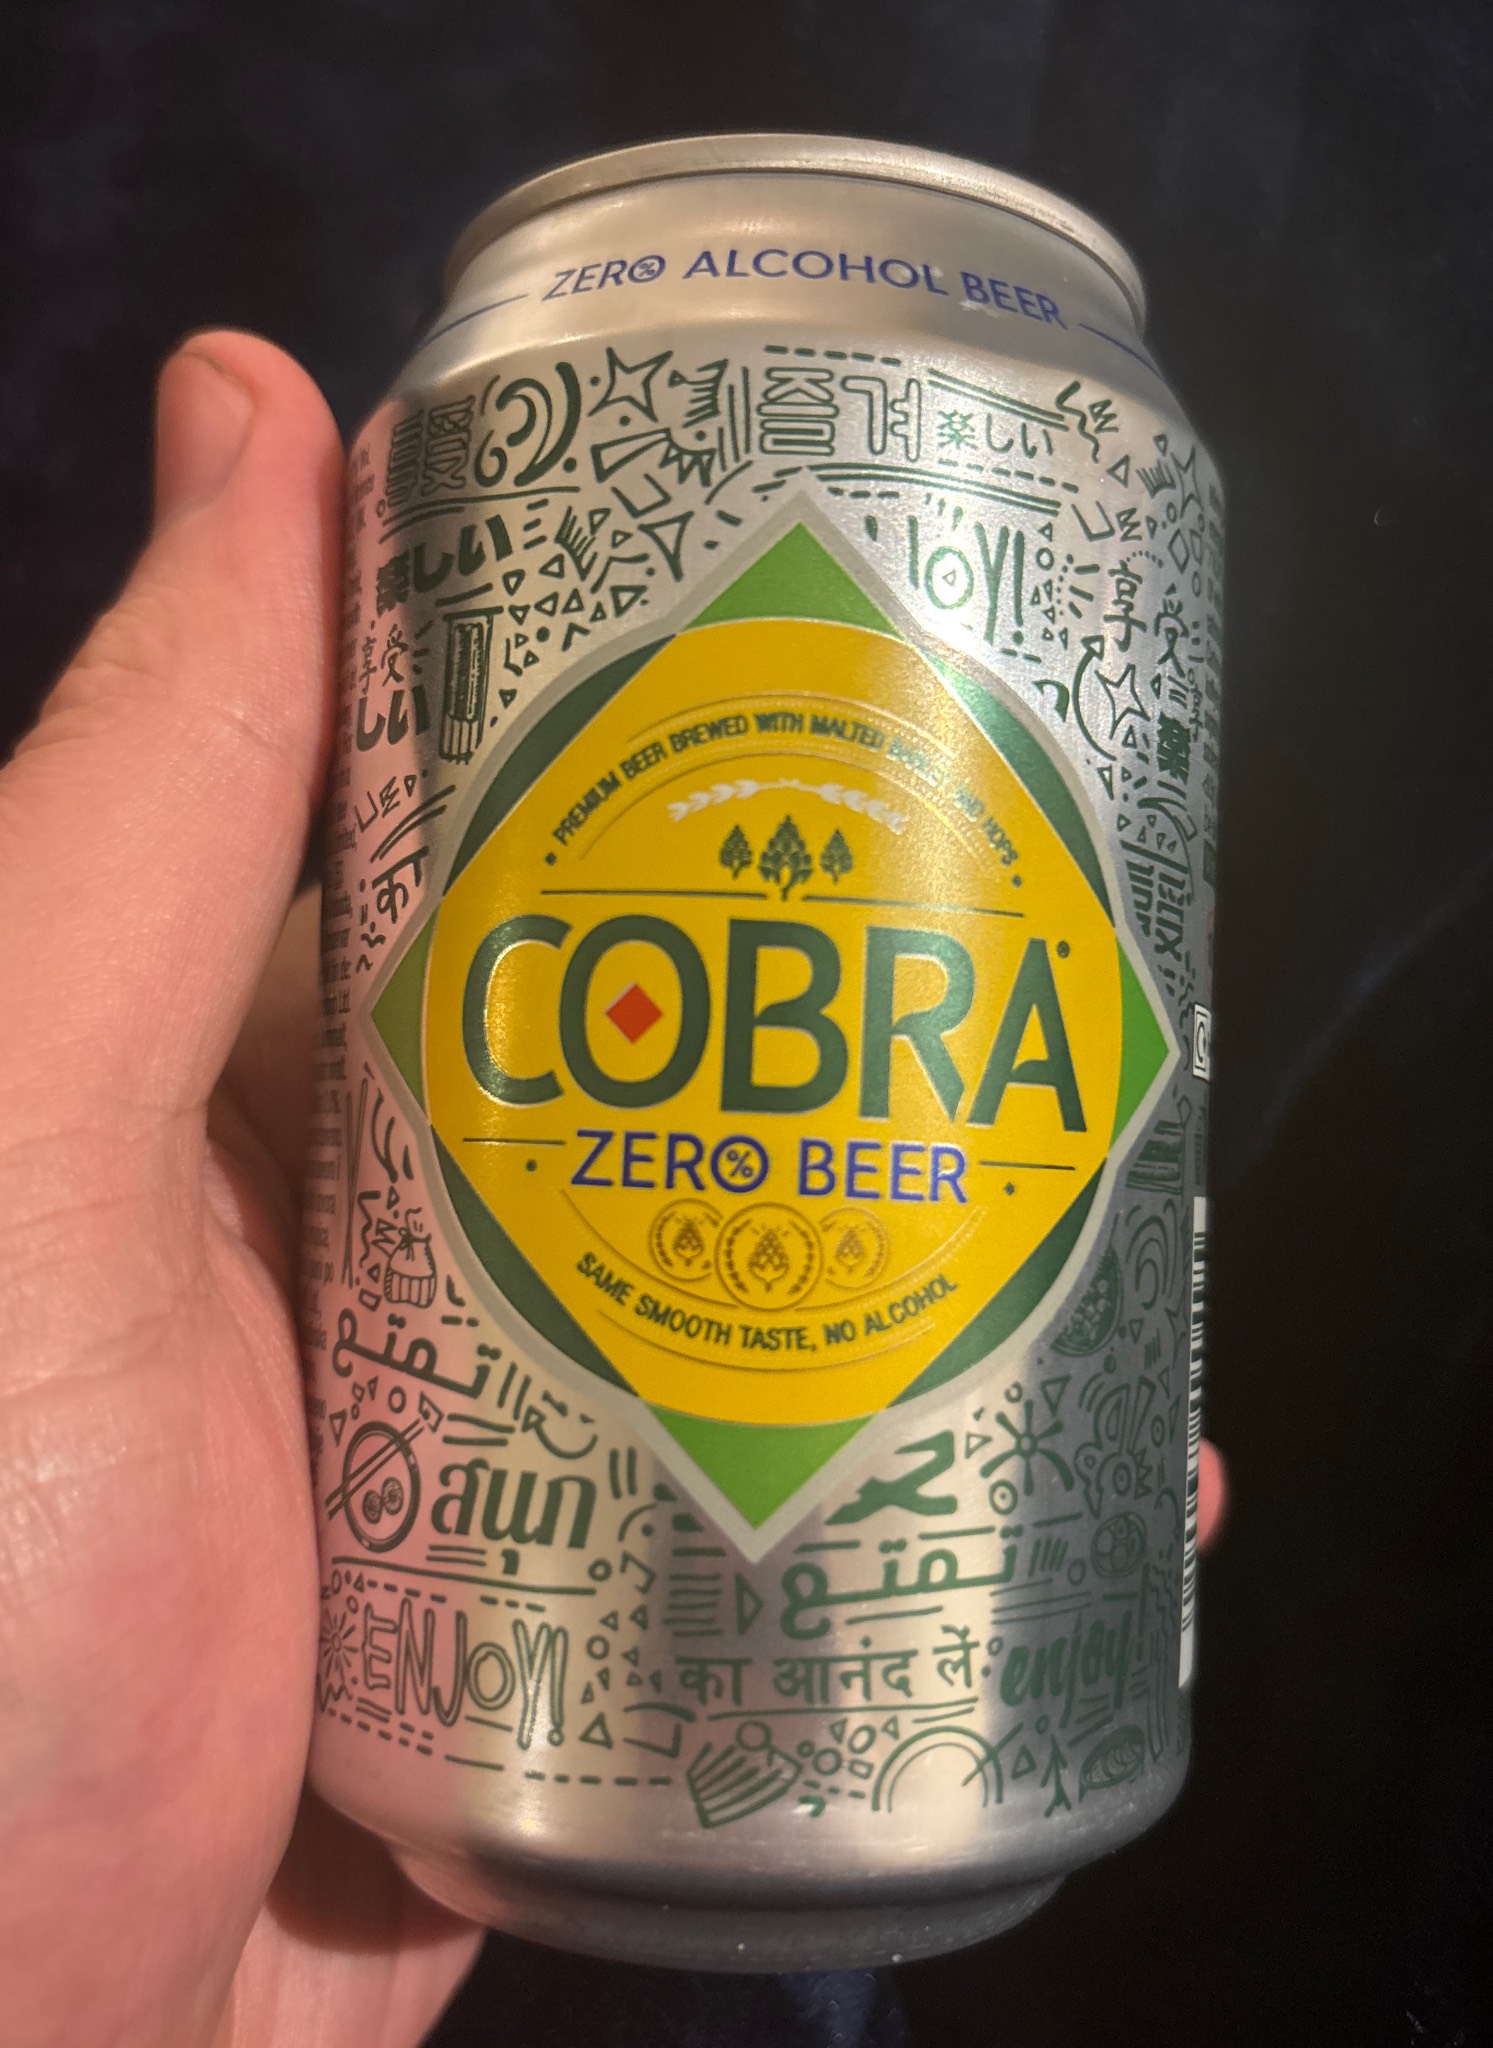 ZERO ALCOHOL BEER
즐겨
楽しい
楽しい
JOY!
享受
享受
しい
का
PREMIUM BEER BREWED WITH MALTED BARLEY AND HOPS
COBRA
ZERO BEER
SAME SMOOTH TASTE, NO ALCOHOL
สนุก
ENJOY!
का आनंद लें
enjoy